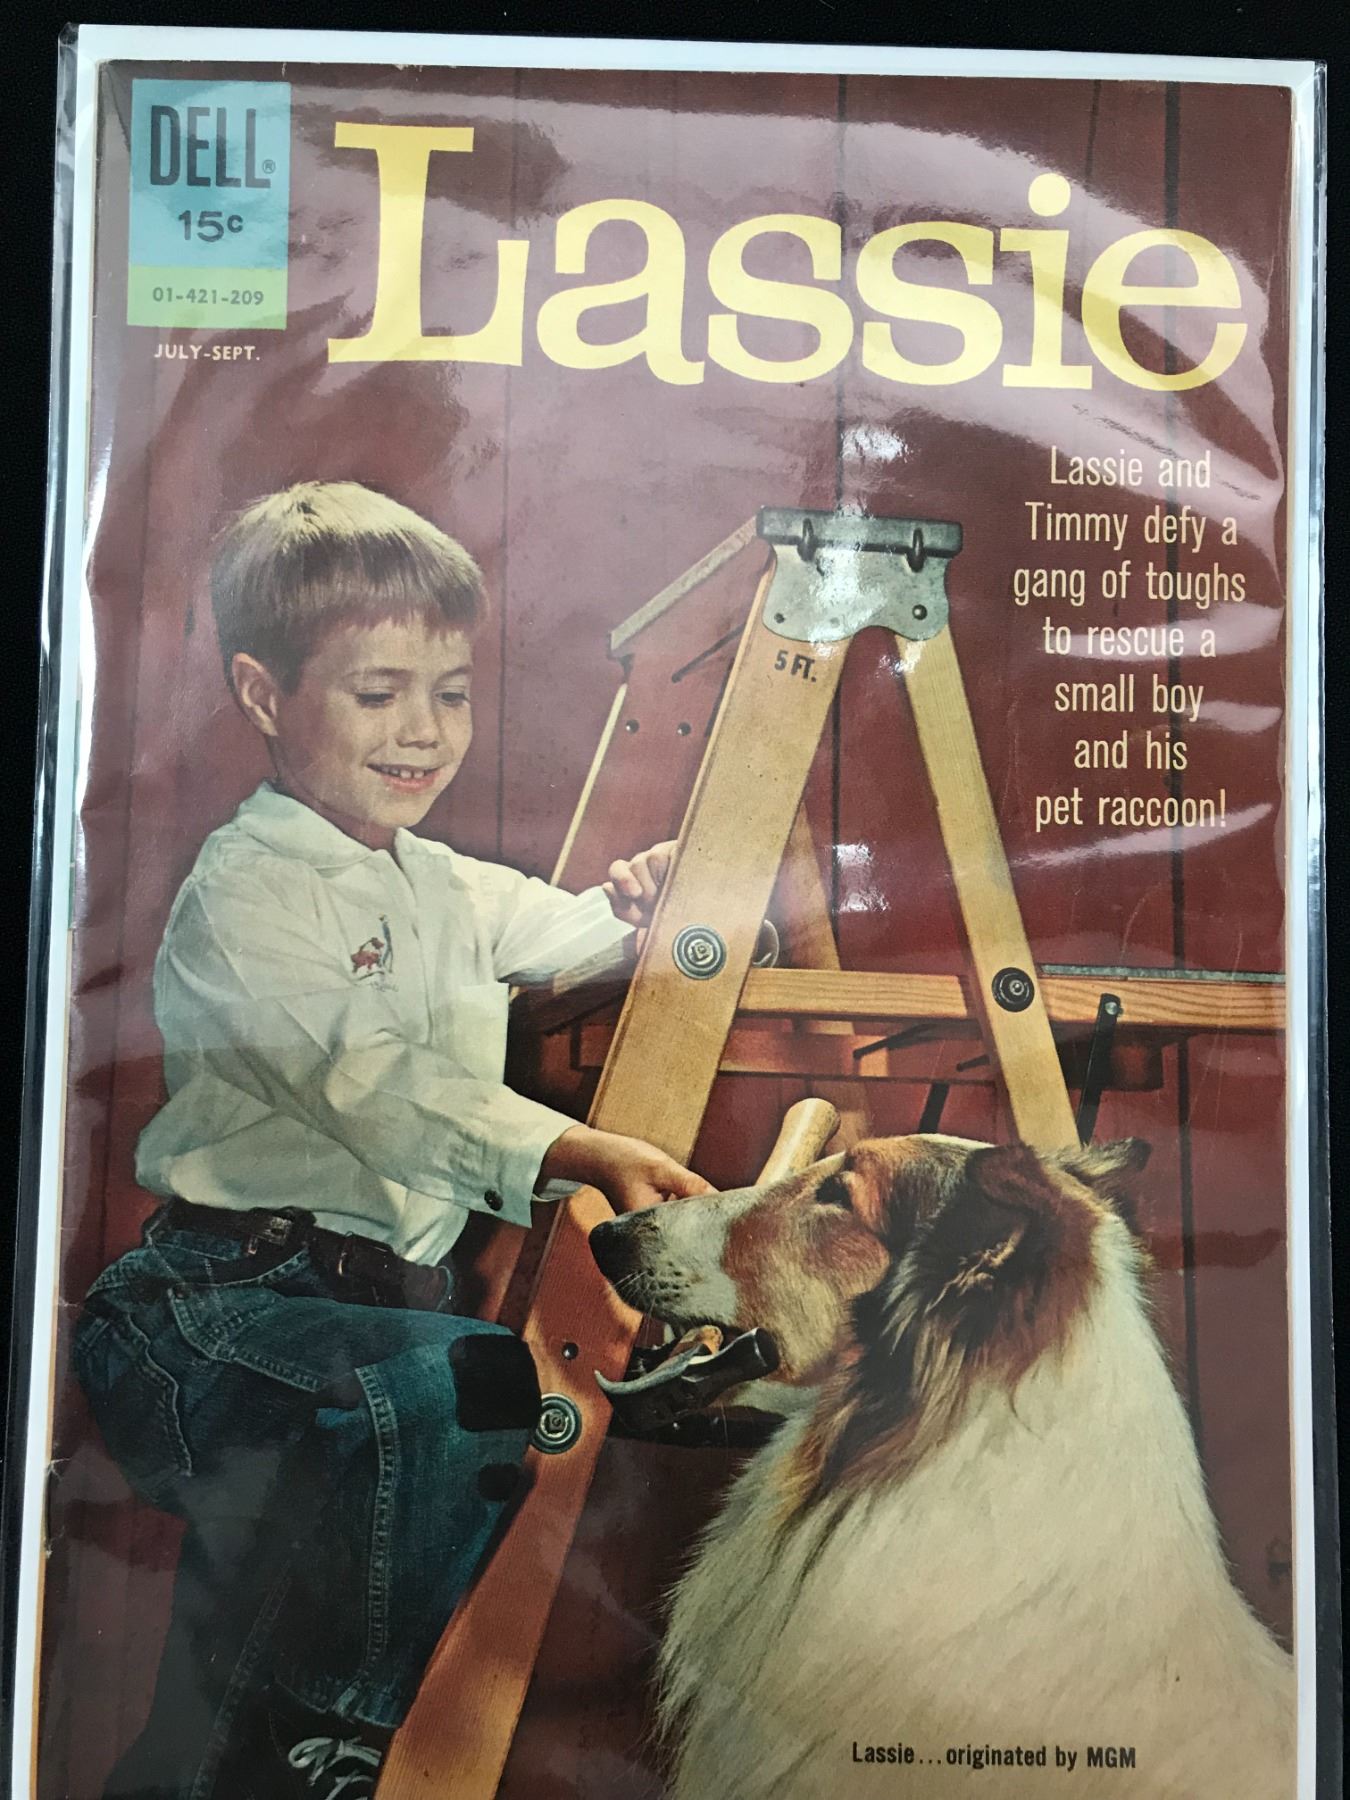 DELL®
15c
01-421-209
JULY-SEPT.
Lassie
Lassie and
Timmy defy a
gang of toughs
to rescue a
small boy
and his
pet raccoon!
5 FT.
Lassie...originated by MGM